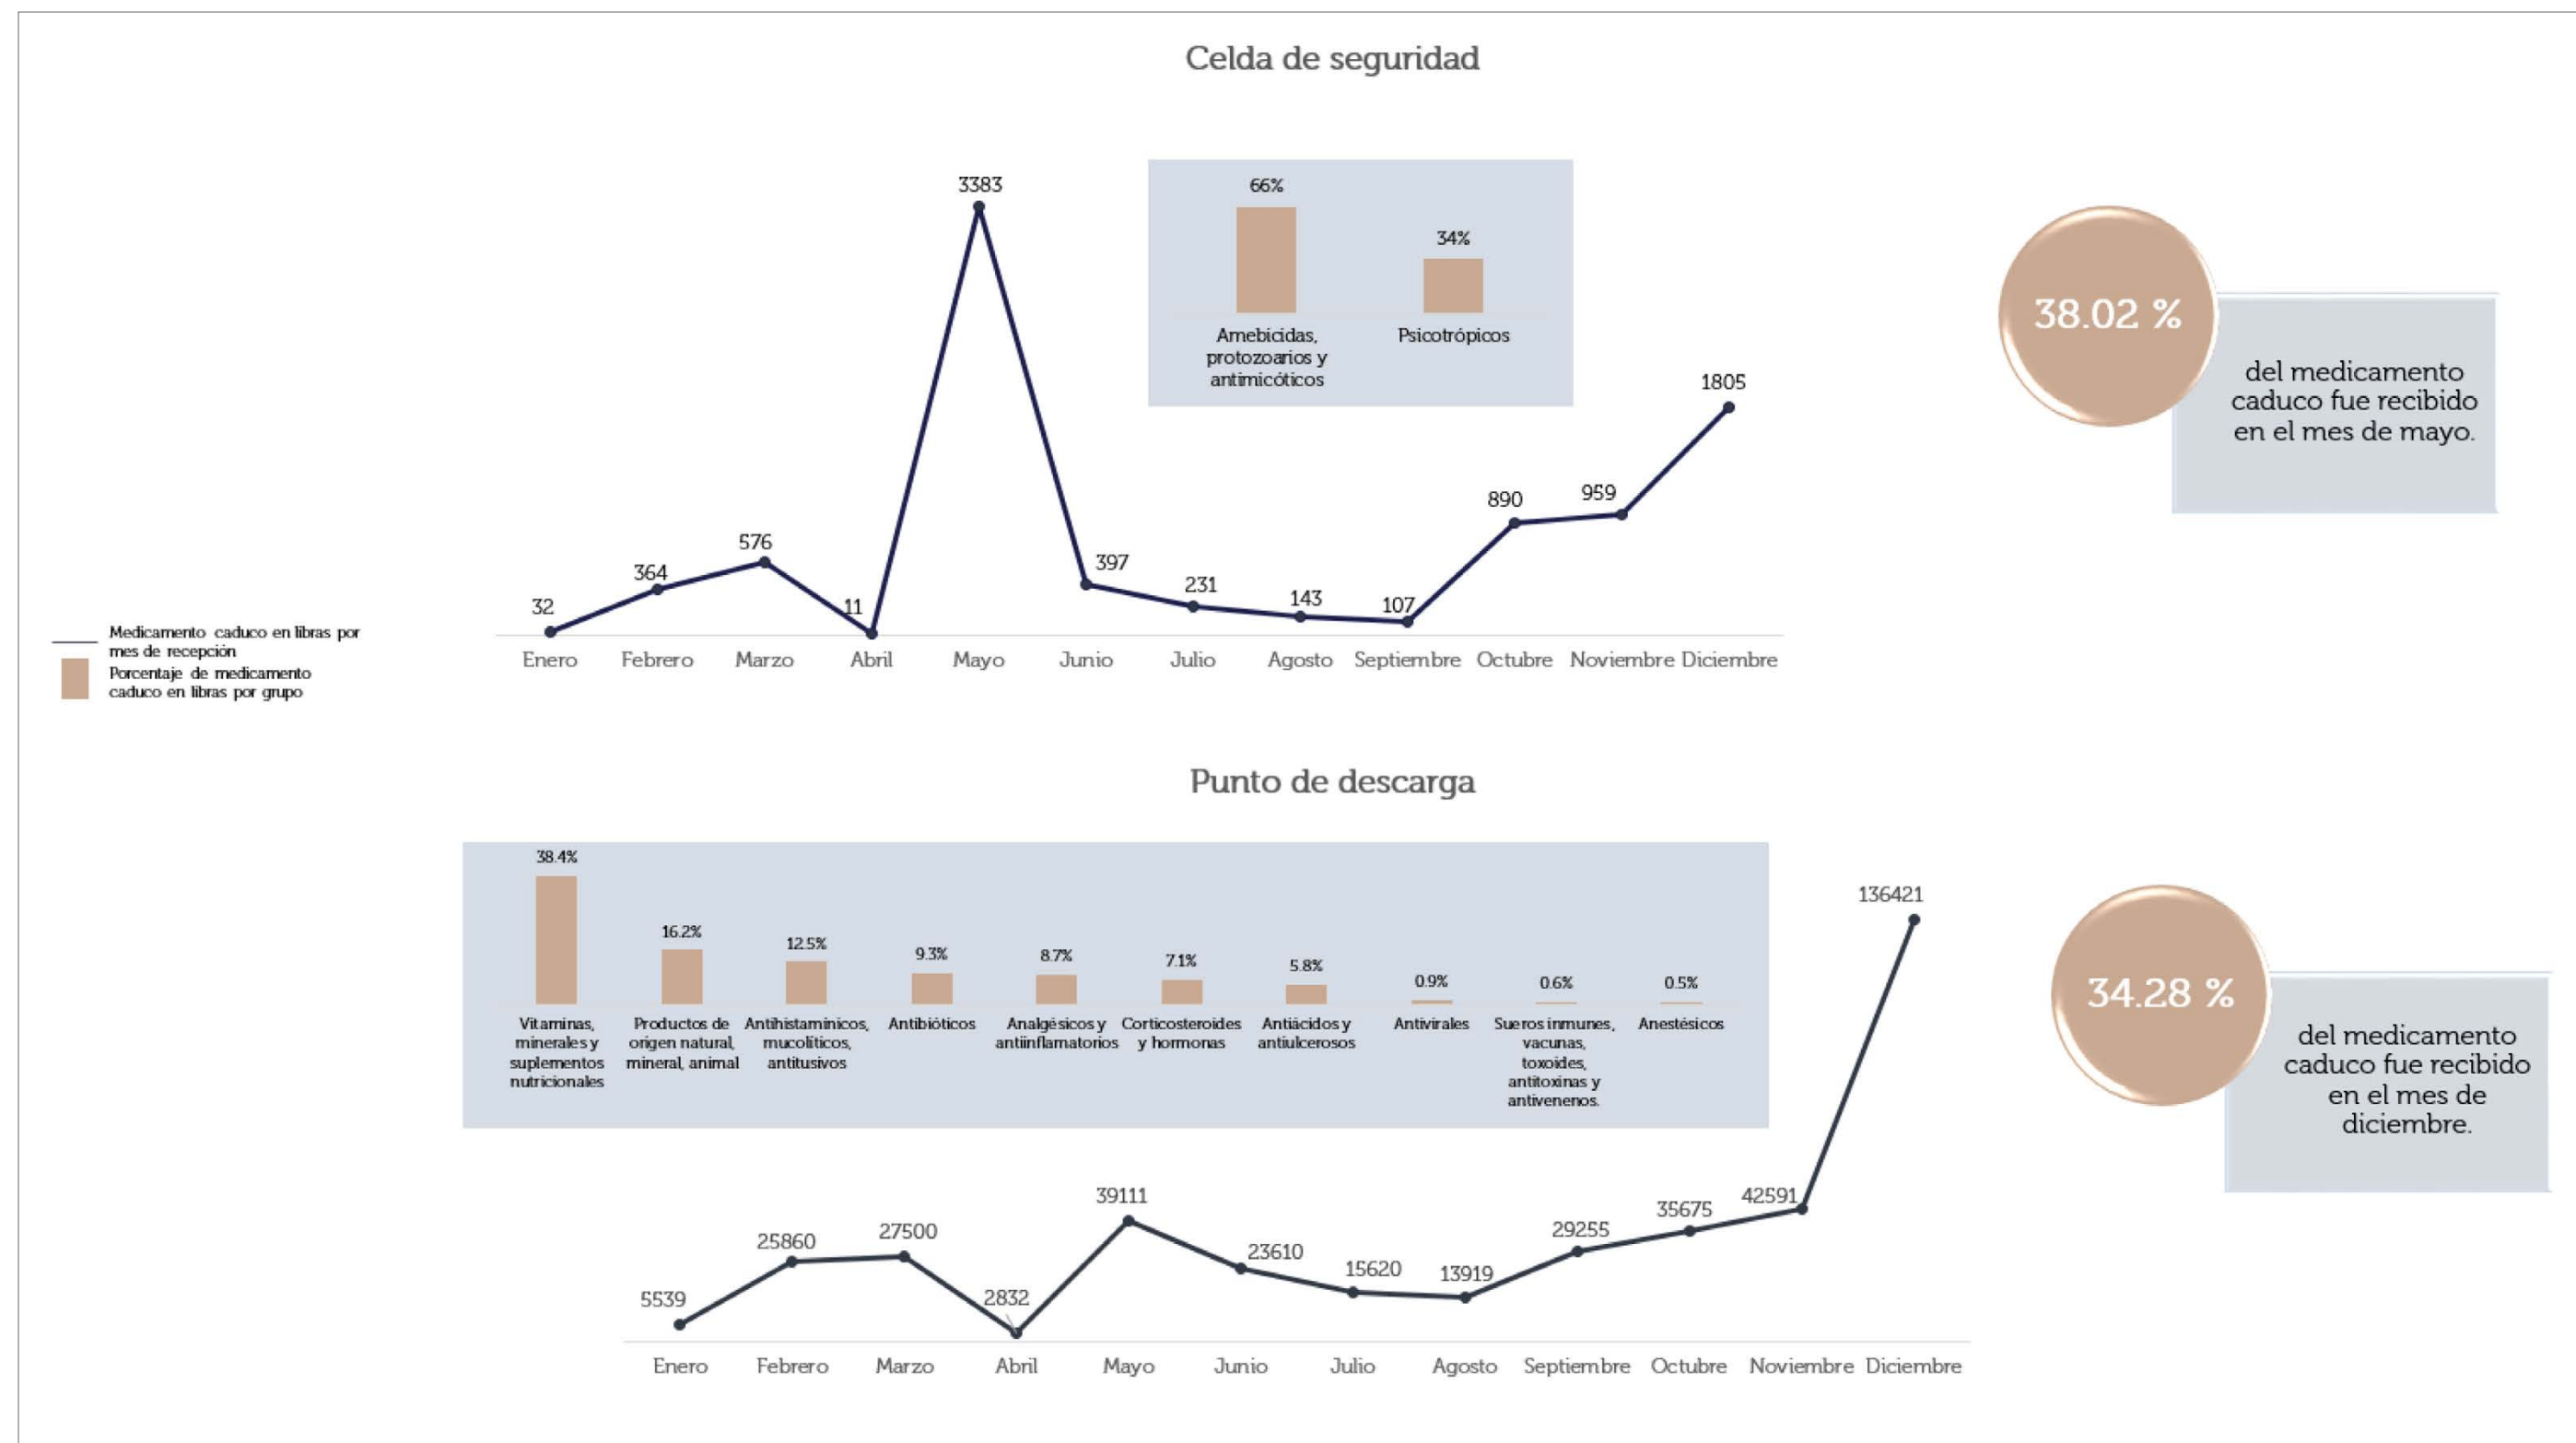 Celda de seguridad
3383
66%
34%
Amebicidas,
protozoarios y
antimicóticos
Psicotrópicos
38.02 %
del medicamento
caduco fue recibido
en el mes de mayo.
1805
890
959
576
364
32
11
397
231
143
107
Medicamento caduco en libras por
mes de recepción
Porcentaje de medicamento
caduco en libras por grupo
Enero Febrero Marzo Abril Mayo Junio Julio Agosto Septiembre Octubre Noviembre Diciembre
Punto de descarga
38.4%
16.2%
12.5%
9.3%
8.7%
7.1%
5.8%
0.9%
0.6%
0.5%
Vitaminas,
minerales y
suplementos
nutricionales
Productos de
origen natural,
mineral, animal
Antihistamínicos,
mucolíticos,
antitusivos
Antibióticos
Analgésicos y
antiinflamatorios
Corticosteroides
y hormonas
Antiácidos y
antiulcerosos
Antivirales
Sueros inmunes,
vacunas,
toxoides,
antitoxinas y
antivenenos.
Anestésicos
136421
34.28 %
del medicamento
caduco fue recibido
en el mes de
diciembre.
5539
25860
27500
2832
39111
23610
15620
13919
29255
35675
42591
Enero Febrero Marzo Abril Mayo Junio Julio Agosto Septiembre Octubre Noviembre Diciembre